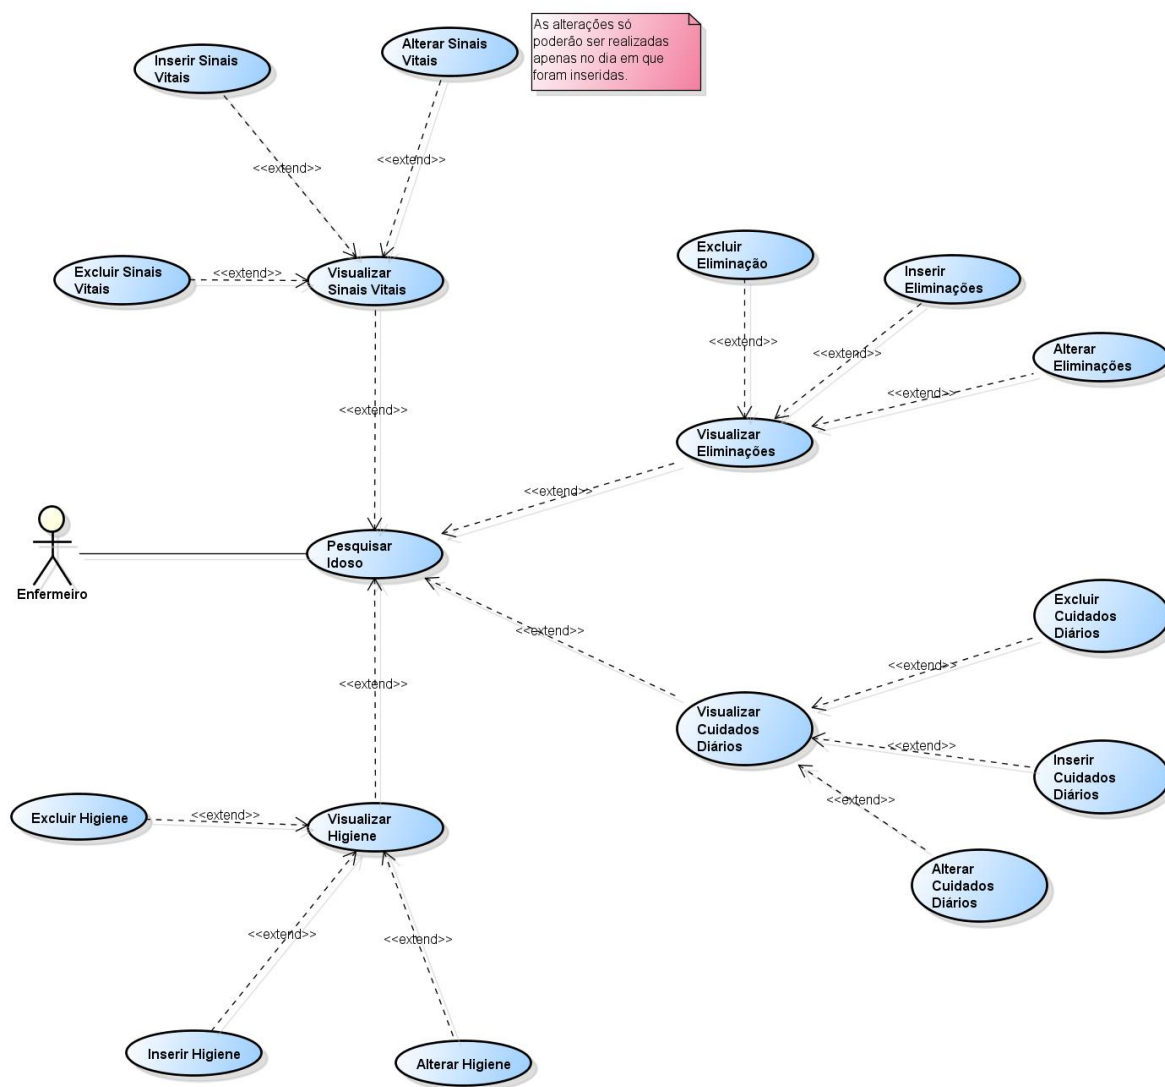 As alterações só
poderão ser realizadas
apenas no dia em que
foram inseridas.
Alterar Sinais
Vitais
Inserir Sinais
Vitais
<<extend>>
<<extend>>
Excluir Sinais
Vitais
<<extend>>
Visualizar
Sinais Vitais
Excluir
Eliminação
Inserir
Eliminações
Alterar
Eliminações
<<extend>>
<<extend>>
<<extend>>
Visualizar
Eliminações
<<extend>>
<<extend>>
Enfermeiro
Pesquisar
Idoso
<<extend>>
<<extend>>
Excluir
Cuidados
Diários
<<extend>>
Visualizar
Cuidados
Diários
<<extend>>
Inserir
Cuidados
Diários
<<extend>>
Alterar
Cuidados
Diários
Excluir Higiene
<<extend>>
Visualizar
Higiene
<<extend>>
<<extend>>
Inserir Higiene
Alterar Higiene